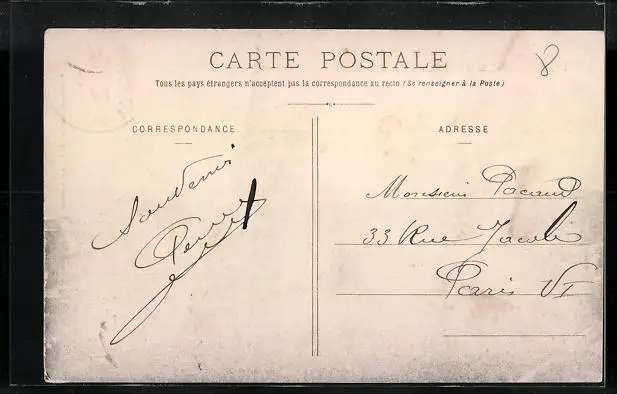 CARTE POSTALE
Tous les pays étrangers n'acceptent pas la correspondance au recto (Se renseigner à la Poste)
CORRESPONDANCE
Souvenir
ADRESSE
Monsieur Pacaud
33 Rue Jacob
Paris VI